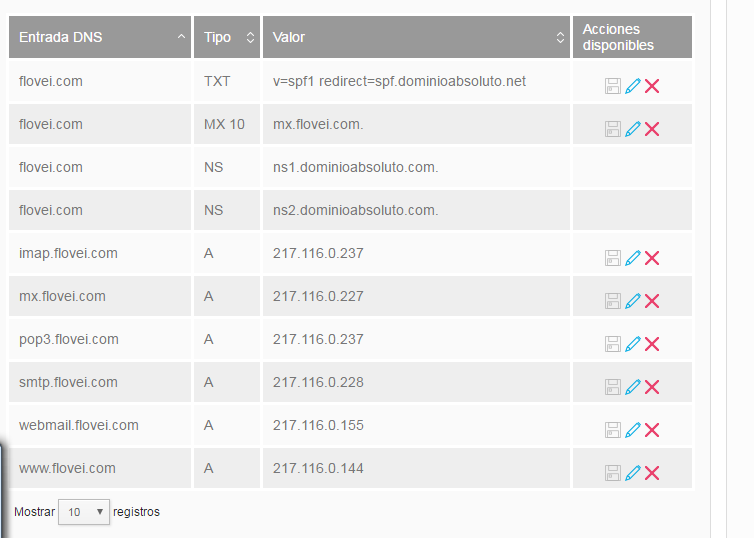 Entrada DNS Tipo Valor Acciones disponibles
flovei.com TXT v=spf1 redirect=spf.dominioabsoluto.net
flovei.com MX 10 mx.flovei.com.
flovei.com NS ns1.dominioabsoluto.com.
flovei.com NS ns2.dominioabsoluto.com.
imap.flovei.com A 217.116.0.237
mx.flovei.com A 217.116.0.227
pop3.flovei.com A 217.116.0.237
smtp.flovei.com A 217.116.0.228
webmail.flovei.com A 217.116.0.155
www.flovei.com A 217.116.0.144
Mostrar 10 registros